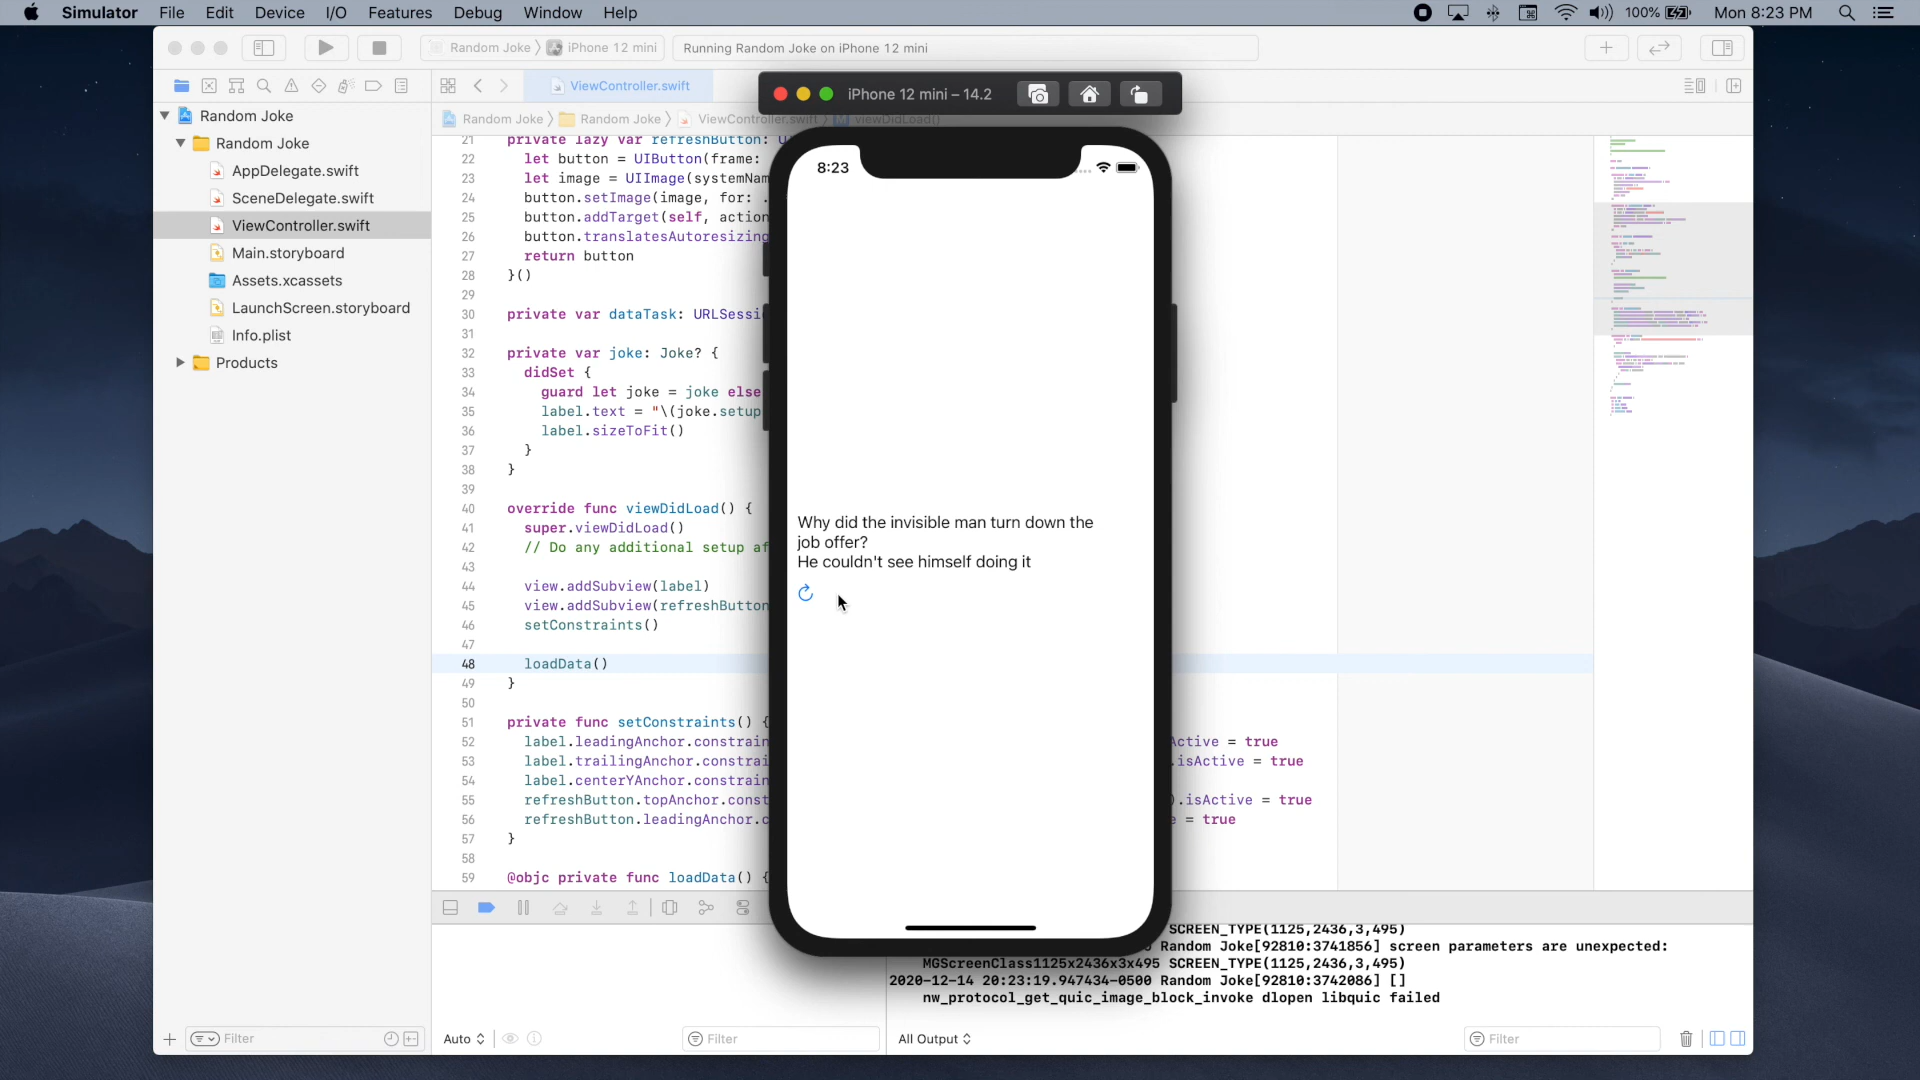 Simulator File Edit Device I/O Features Debug Window Help 100% Mon 8:23 PM
Random Joke iPhone 12 mini Running Random Joke on iPhone 12 mini
ViewController.swift
iPhone 12 mini – 14.2
Random Joke Random Joke ViewController.swift viewDidLoad()
Random Joke
Random Joke
AppDelegate.swift
SceneDelegate.swift
ViewController.swift
Main.storyboard
Assets.xcassets
LaunchScreen.storyboard
Info.plist
Products
21 private lazy var refreshButton: U
22 let button = UIButton(frame:
23 let image = UIImage(systemNam
24 button.setImage(image, for: .
25 button.addTarget(self, action
26 button.translatesAutoresizing
27 return button
28 }()
29
30 private var dataTask: URLSessi
31
32 private var joke: Joke? {
33 didSet {
34 guard let joke = joke else
35 label.text = "\(joke.setup
36 label.sizeToFit()
37 }
38 }
39
40 override func viewDidLoad() {
41 super.viewDidLoad()
42 // Do any additional setup af
43
44 view.addSubview(label)
45 view.addSubview(refreshButton
46 setConstraints()
47
48 loadData()
49 }
50
51 private func setConstraints() {
52 label.leadingAnchor.constrain Active = true
53 label.trailingAnchor.constrai .isActive = true
54 label.centerYAnchor.constrain
55 refreshButton.topAnchor.const ).isActive = true
56 refreshButton.leadingAnchor.c e = true
57 }
58
59 @objc private func loadData() {
8:23
Why did the invisible man turn down the
job offer?
He couldn't see himself doing it
SCREEN_TYPE(1125,2436,3,495)
Random Joke[92810:3741856] screen parameters are unexpected:
MGScreenClass1125x2436x3x495 SCREEN_TYPE(1125,2436,3,495)
2020-12-14 20:23:19.947434-0500 Random Joke[92810:3742086] []
nw_protocol_get_quic_image_block_invoke dlopen libquic failed
Filter Auto Filter All Output Filter